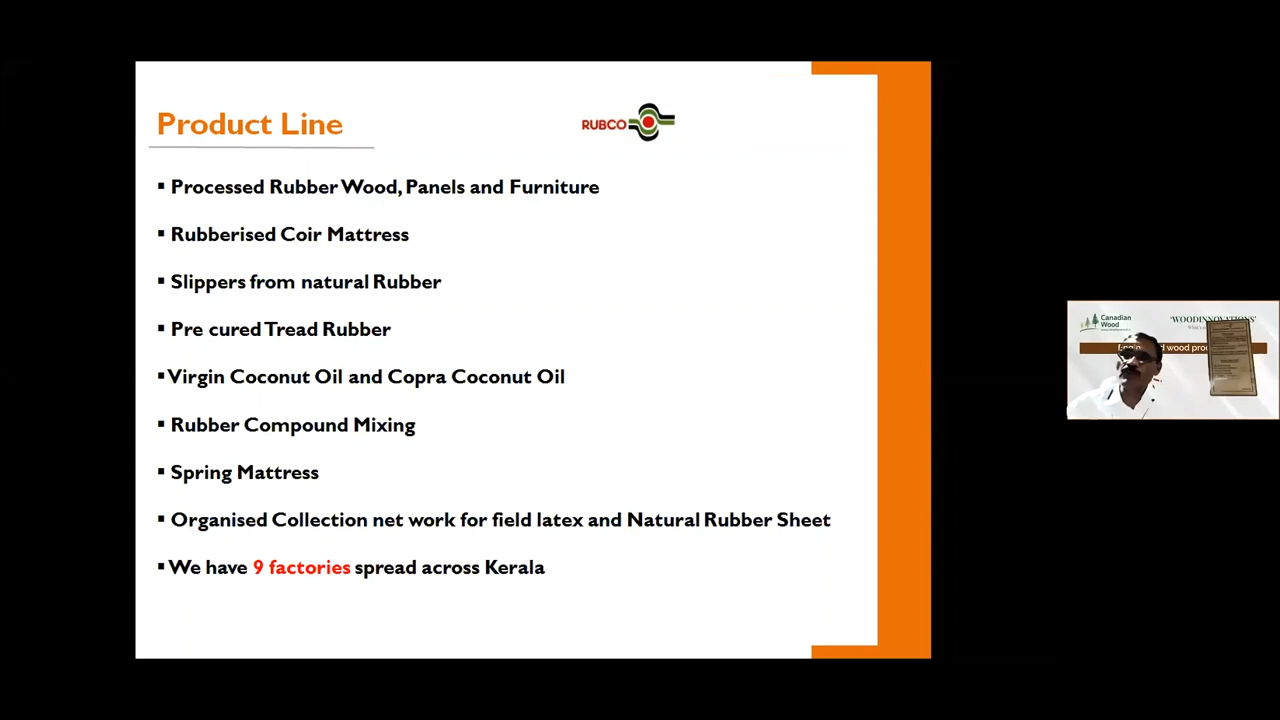 Product Line
RUBCO
▪ Processed Rubber Wood, Panels and Furniture
▪ Rubberised Coir Mattress
▪ Slippers from natural Rubber
▪ Pre cured Tread Rubber
▪ Virgin Coconut Oil and Copra Coconut Oil
▪ Rubber Compound Mixing
▪ Spring Mattress
▪ Organised Collection net work for field latex and Natural Rubber Sheet
▪ We have 9 factories spread across Kerala
Canadian
Wood
'WOODINNOVATIONS'
wood